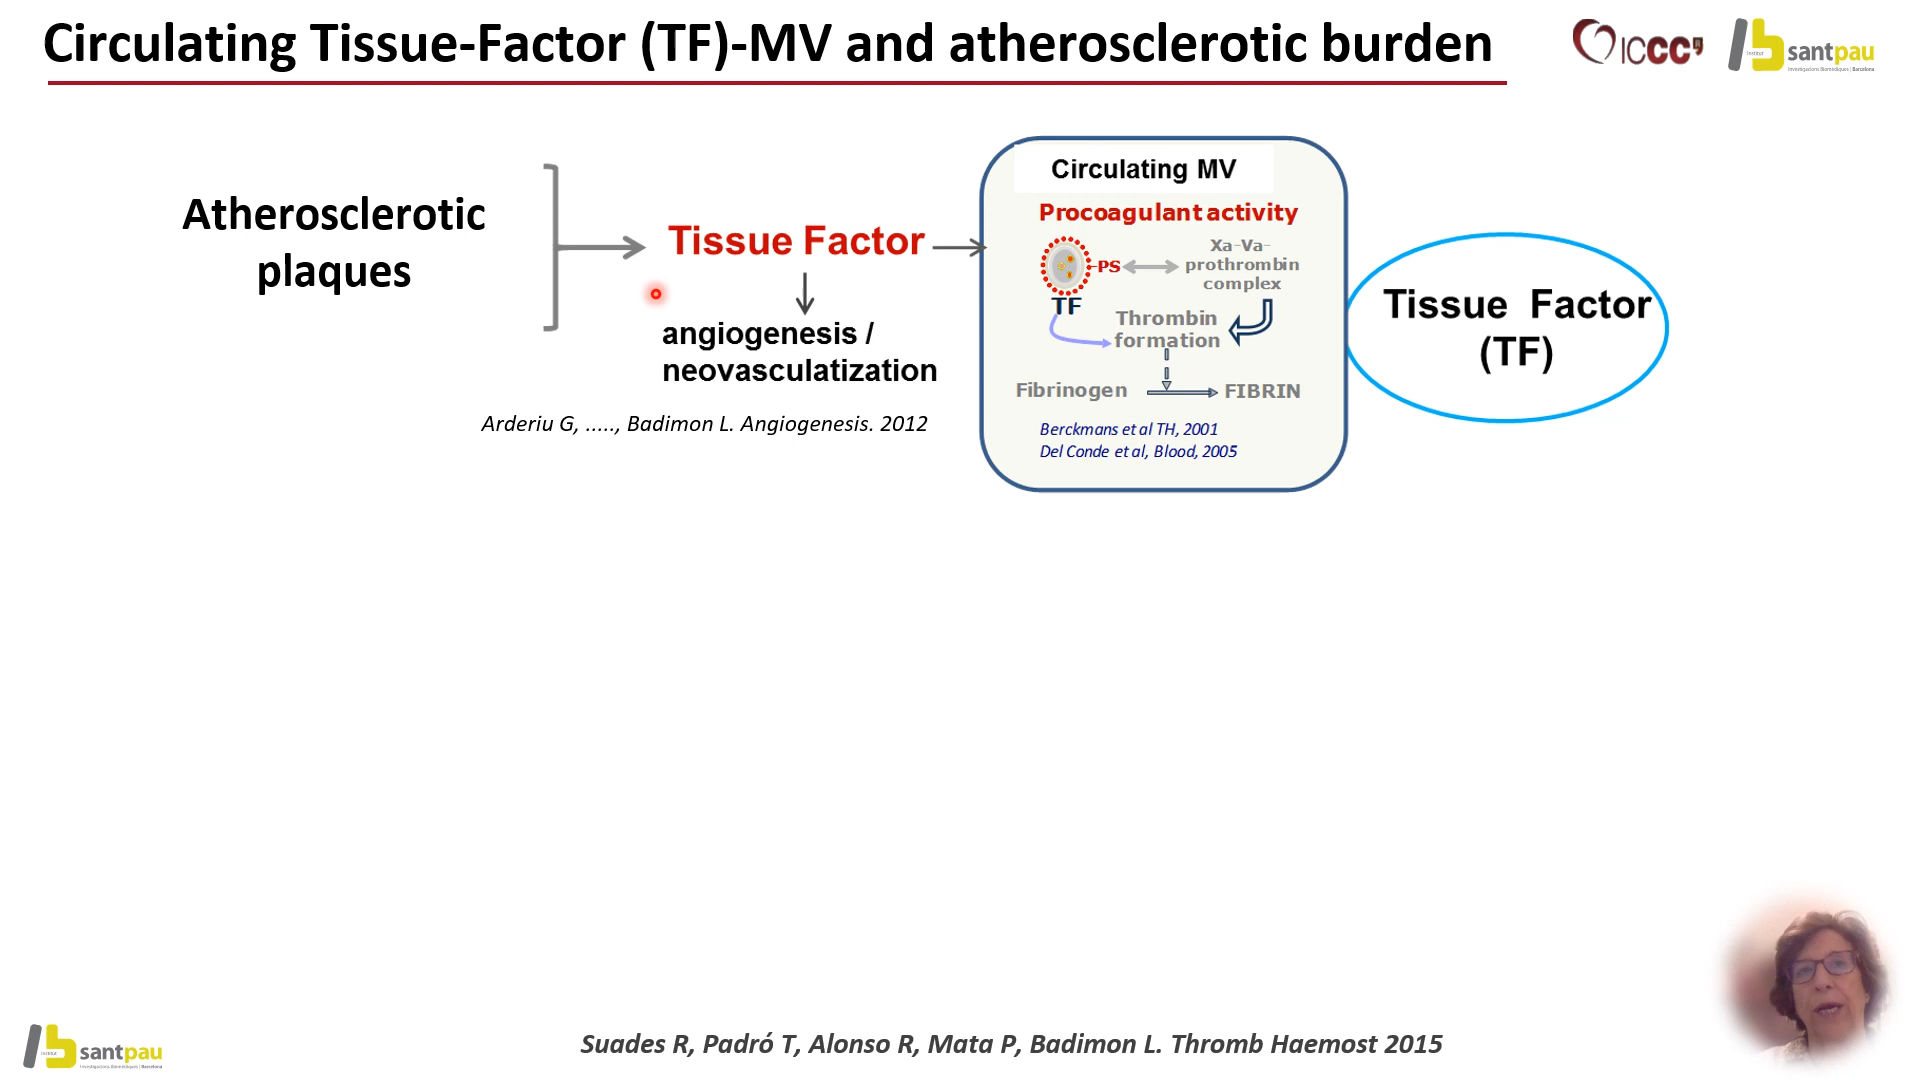 Circulating Tissue-Factor (TF)-MV and atherosclerotic burden
ICCC
santpau
Atherosclerotic
plaques
Tissue Factor
angiogenesis /
neovasculatization
Arderiu G, ....., Badimon L. Angiogenesis. 2012
Circulating MV
Procoagulant activity
PS
Xa-Va-
prothrombin
complex
TF
Thrombin
formation
Fibrinogen
FIBRIN
Berckmans et al TH, 2001
Del Conde et al, Blood, 2005
Tissue Factor
(TF)
santpau
Suades R, Padró T, Alonso R, Mata P, Badimon L. Thromb Haemost 2015